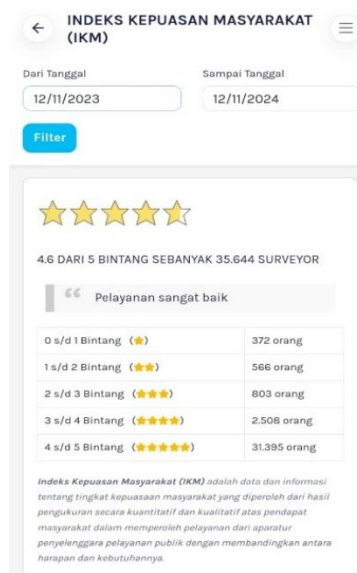 INDEKS KEPUASAN MASYARAKAT
(IKM)
Dari Tanggal
Sampai Tanggal
12/11/2023
12/11/2024
Filter
4.6 DARI 5 BINTANG SEBANYAK 35.644 SURVEYOR
Pelayanan sangat baik
0 s/d 1 Bintang (★) 372 orang
1 s/d 2 Bintang (★★) 566 orang
2 s/d 3 Bintang (★★★) 803 orang
3 s/d 4 Bintang (★★★★) 2.508 orang
4 s/d 5 Bintang (★★★★★) 31.395 orang
Indeks Kepuasan Masyarakat (IKM) adalah data dan informasi
tentang tingkat kepuasaan masyarakat yang diperoleh dari hasil
pengukuran secara kuantitatif dan kualitatif atas pendapat
masyarakat dalam memperoleh pelayanan dari aparatur
penyelenggara pelayanan publik dengan membandingkan antara
harapan dan kebutuhannya.